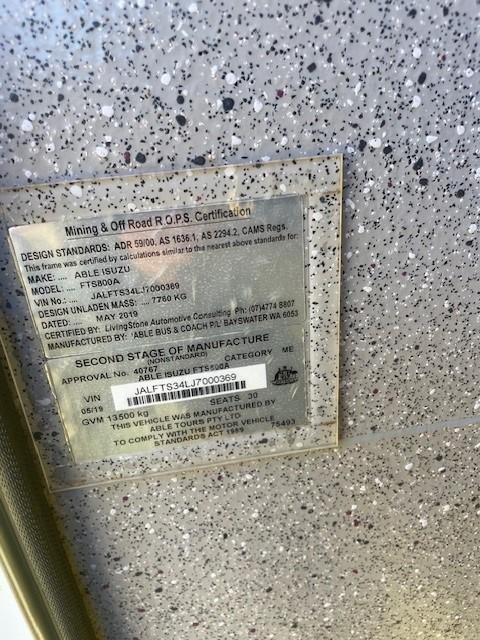 Mining & Off Road R.O.P.S. Certification
DESIGN STANDARDS: ADR 59/00, AS 1636.1, AS 2294.2, CAMS Regs.
This frame was certified by calculations similar to the nearest above standards for:
MAKE: .... ABLE ISUZU
MODEL: .... FTS800A
VIN No.: .... JALFTS34LJ7000369
DESIGN UNLADEN MASS: .... 7760 KG
DATED: .... MAY 2019
CERTIFIED BY: LivingStone Automotive Consulting Ph: (07)4774 8807
MANUFACTURED BY: 'ABLE BUS & COACH P/L' BAYSWATER WA 6053
SECOND STAGE OF MANUFACTURE
(NONSTANDARD)
APPROVAL No. 40767 CATEGORY ME
ABLE ISUZU FTS800A
VIN JALFTS34LJ7000369
05/19 SEATS 30
GVM 13500 kg
THIS VEHICLE WAS MANUFACTURED BY
ABLE TOURS PTY LTD
TO COMPLY WITH THE MOTOR VEHICLE 75493
STANDARDS ACT 1989